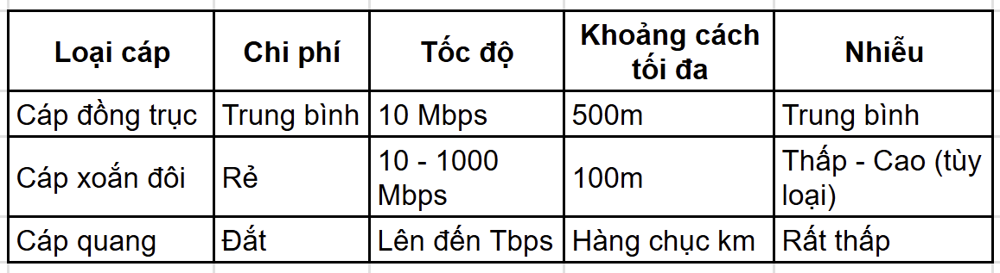 Loại cáp
Chi phí
Tốc độ
Khoảng cách
tối đa
Nhiễu
Cáp đồng trục
Trung bình
10 Mbps
500m
Trung bình
Cáp xoắn đôi
Rẻ
10 - 1000
Mbps
100m
Thấp - Cao (tùy
loại)
Cáp quang
Đắt
Lên đến Tbps
Hàng chục km
Rất thấp